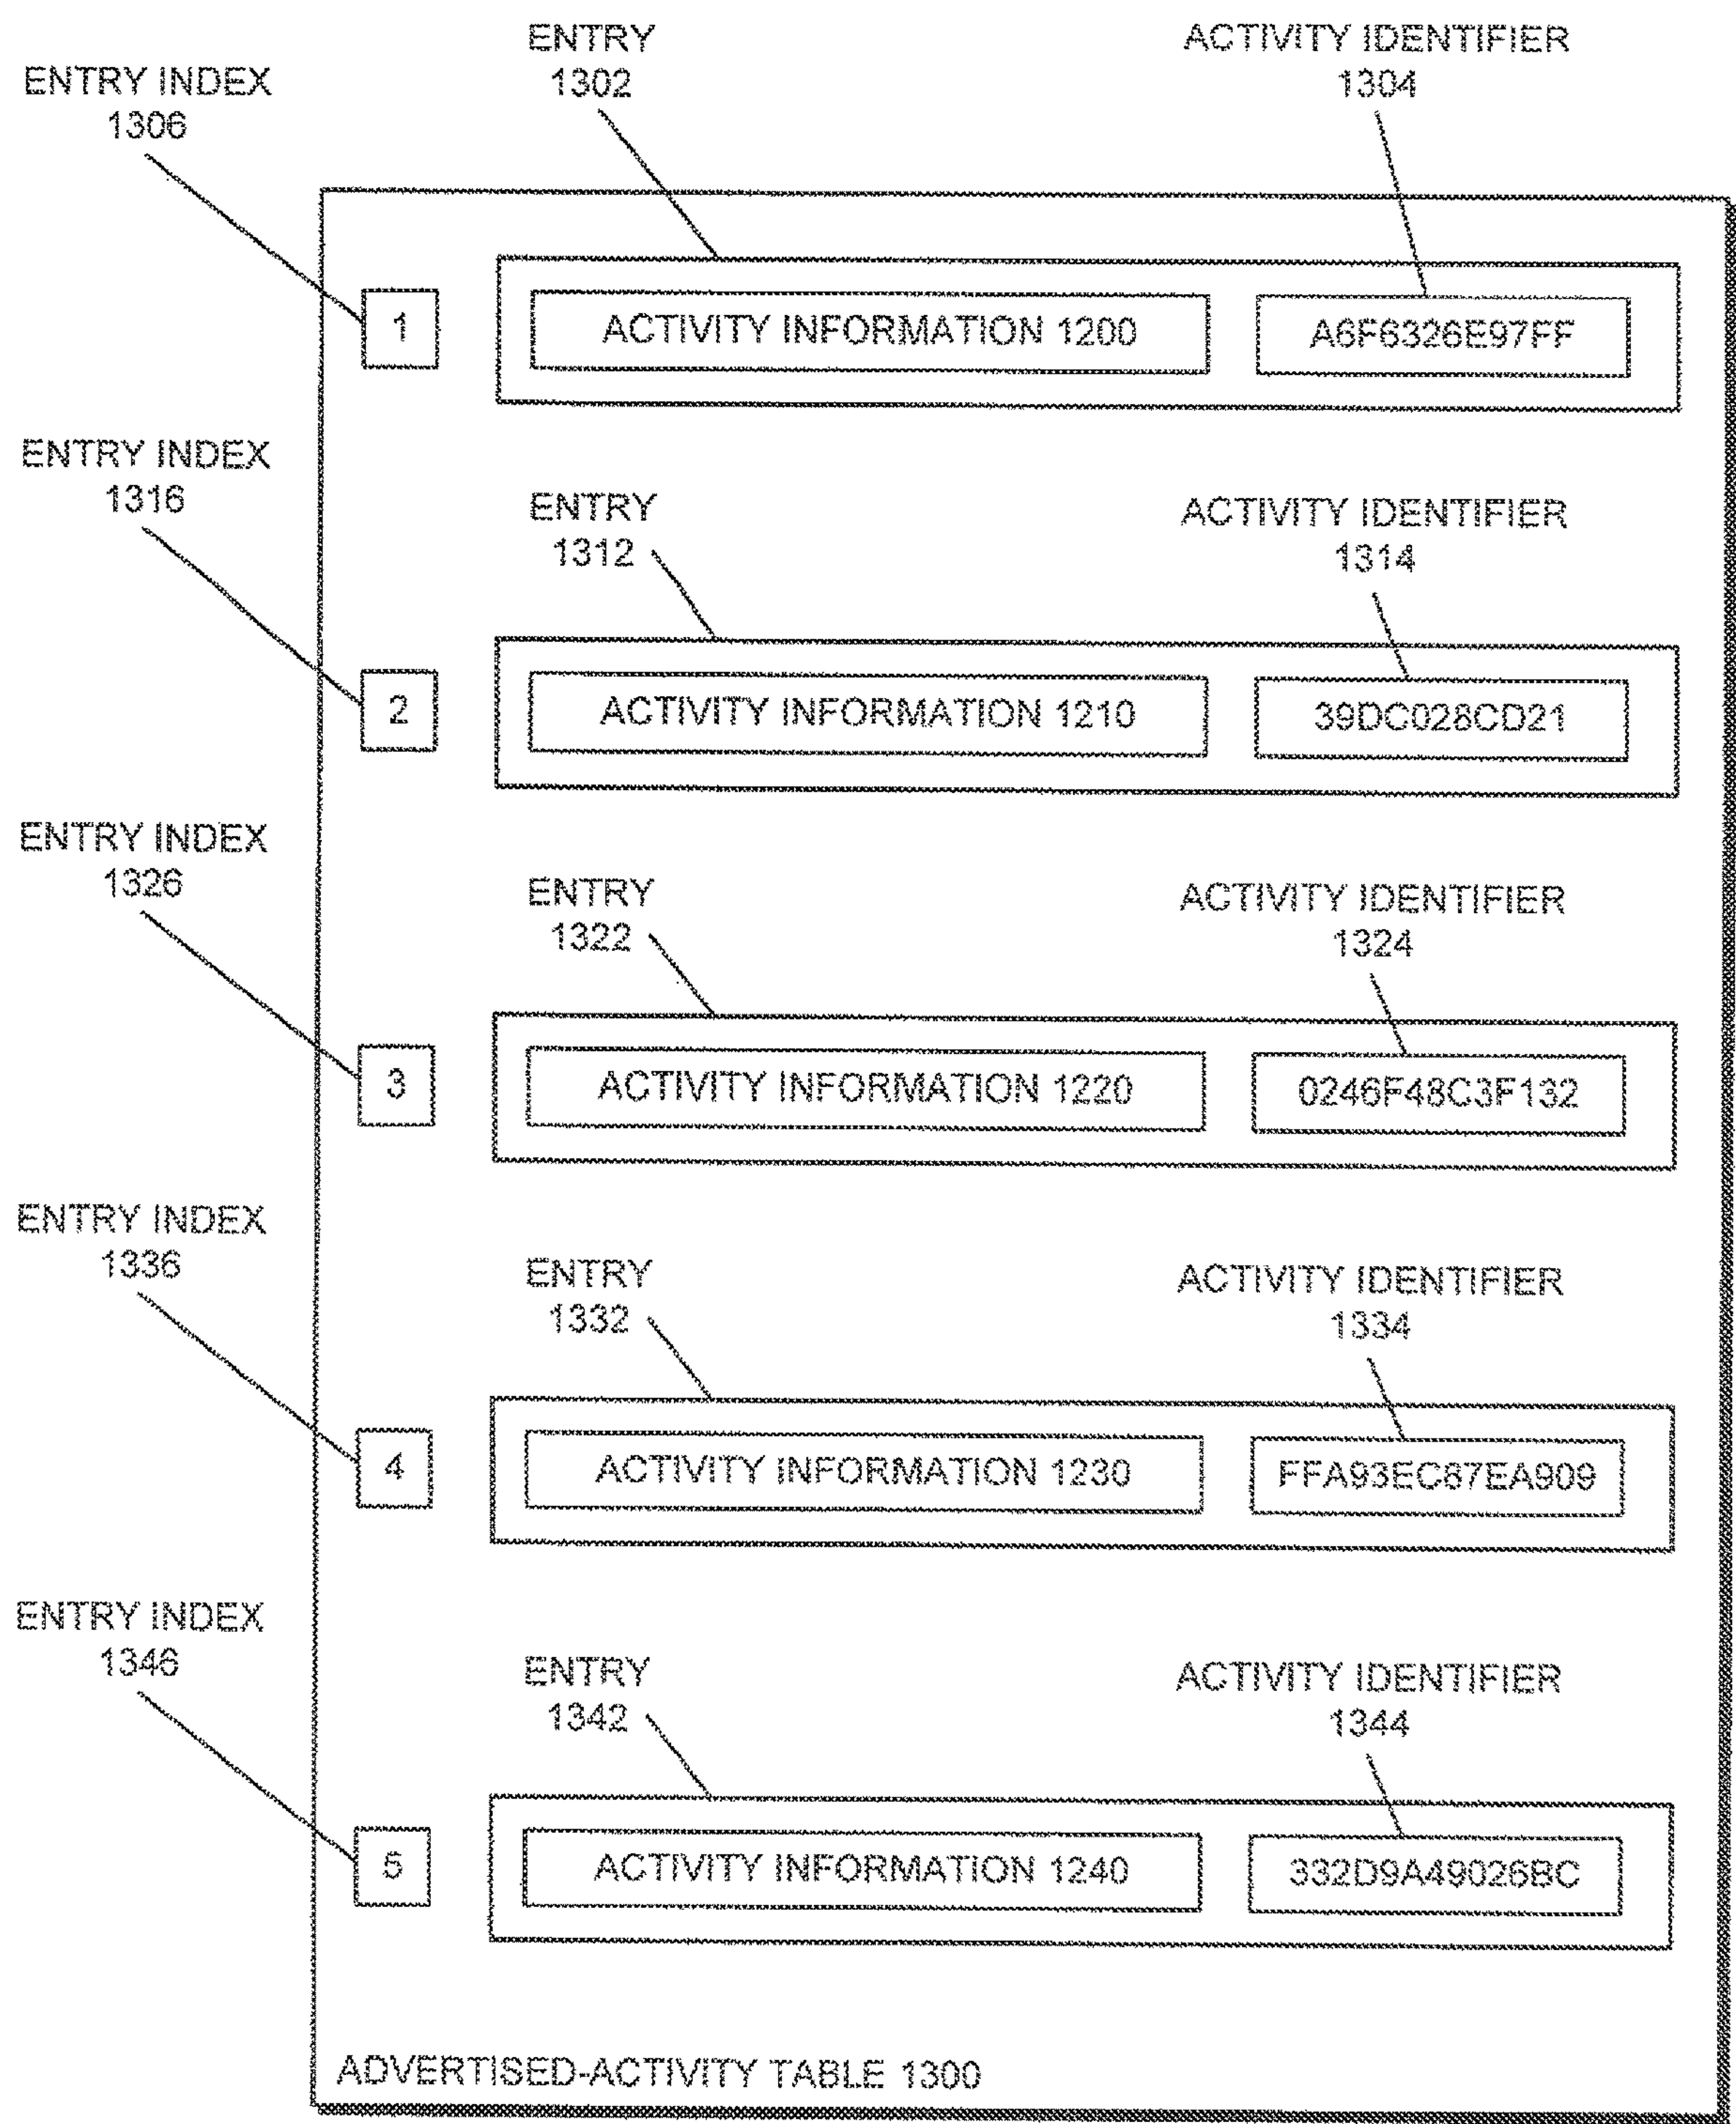 ENTRY
1302
ACTIVITY IDENTIFIER
1304
ENTRY INDEX
1306
1
ACTIVITY INFORMATION 1200
A6F6326E97FF
ENTRY INDEX
1316
ENTRY
1312
ACTIVITY IDENTIFIER
1314
2
ACTIVITY INFORMATION 1210
39DC028CD21
ENTRY INDEX
1326
ENTRY
1322
ACTIVITY IDENTIFIER
1324
3
ACTIVITY INFORMATION 1220
0246F48C3F132
ENTRY INDEX
1336
ENTRY
1332
ACTIVITY IDENTIFIER
1334
4
ACTIVITY INFORMATION 1230
FFA93EC87EA909
ENTRY INDEX
1346
ENTRY
1342
ACTIVITY IDENTIFIER
1344
5
ACTIVITY INFORMATION 1240
332D9A49026BC
ADVERTISED-ACTIVITY TABLE 1300